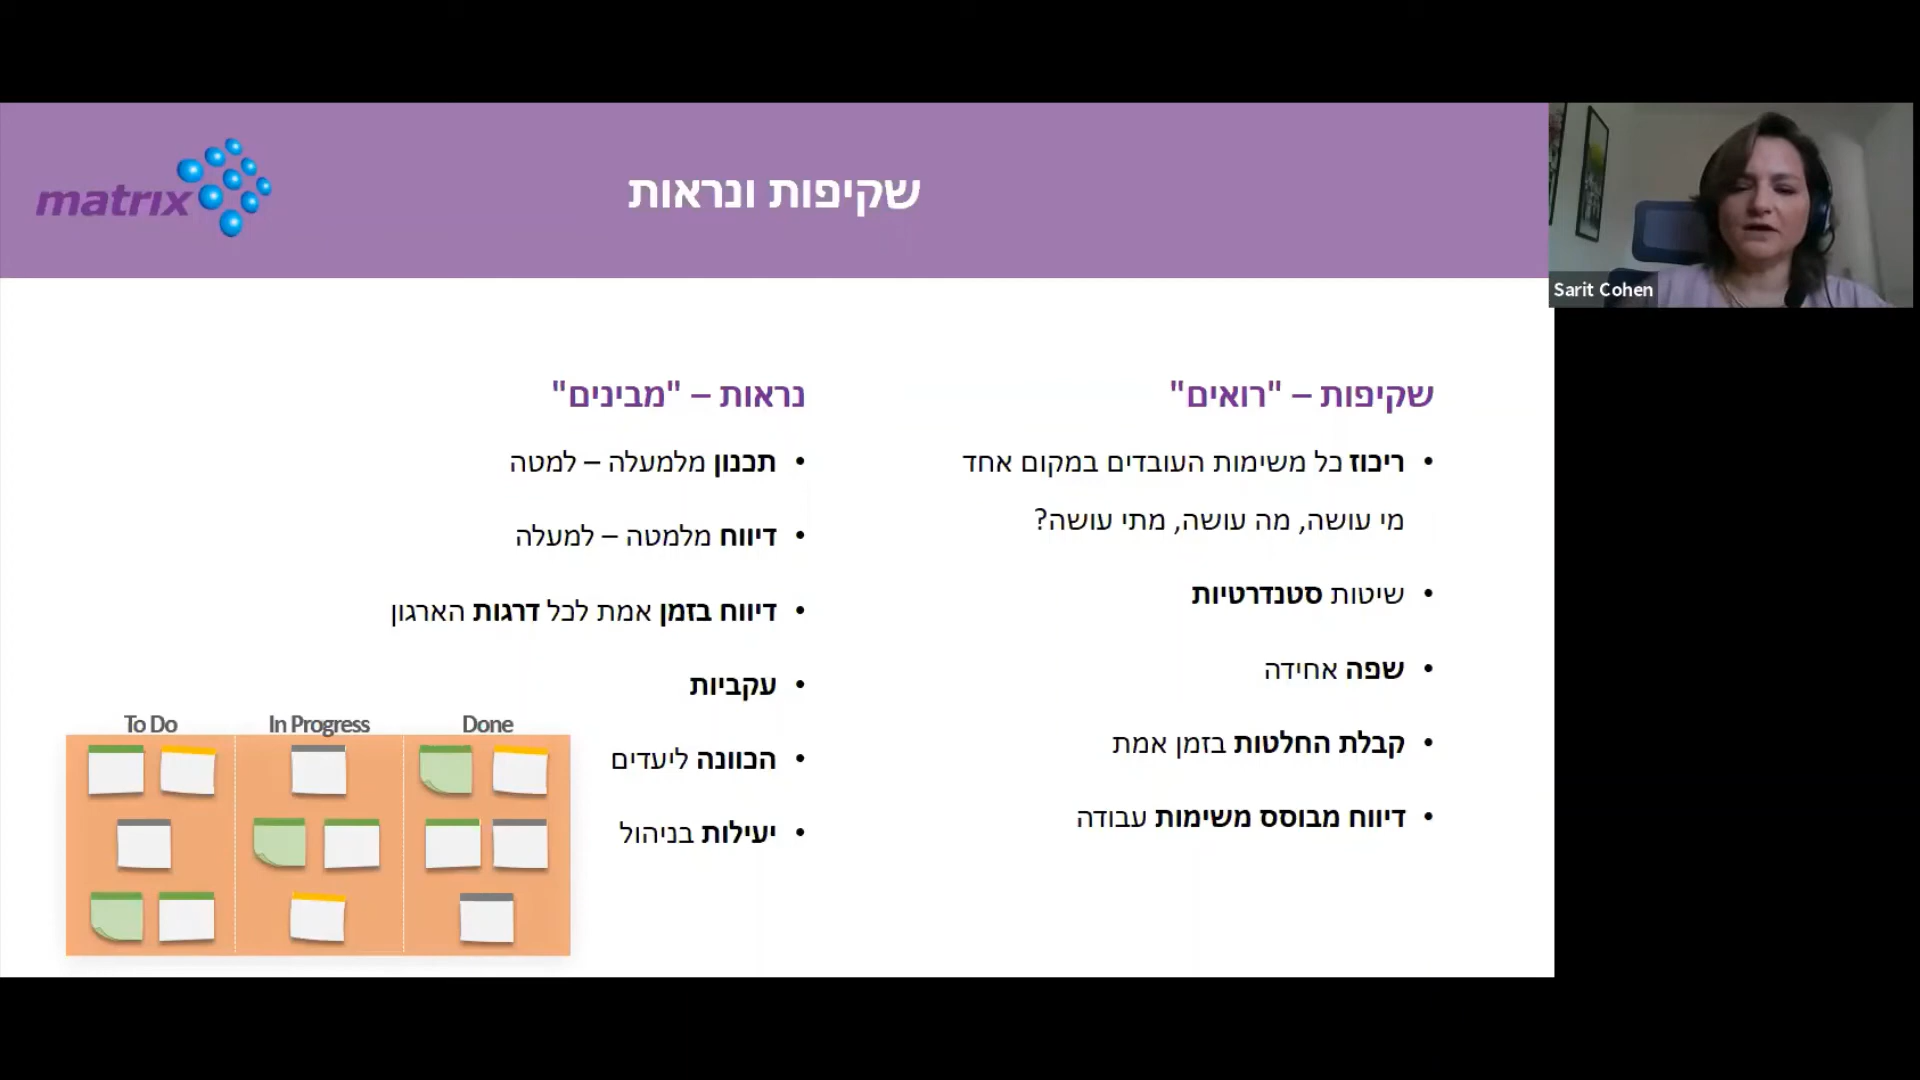 matrix
שקיפות ונראות
Sarit Cohen
שקיפות – "רואים"
• ריכוז כל משימות העובדים במקום אחד
מי עושה, מה עושה, מתי עושה?
• שיטות סטנדרטיות
• שפה אחידה
• קבלת החלטות בזמן אמת
• דיווח מבוסס משימות עבודה
נראות – "מבינים"
• תכנון מלמעלה – למטה
• דיווח מלמטה – למעלה
• דיווח בזמן אמת לכל דרגות הארגון
• עקביות
• הכוונה ליעדים
• יעילות בניהול
To Do In Progress Done